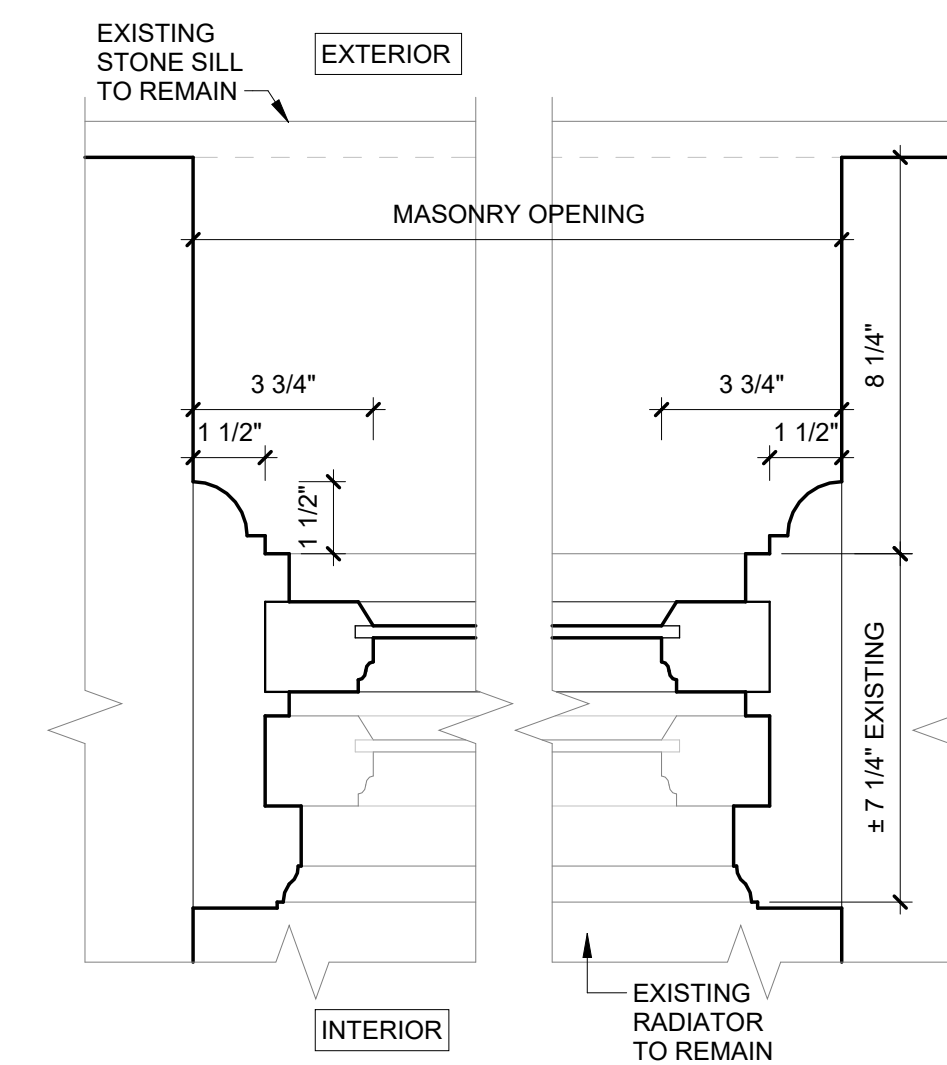 EXISTING
STONE SILL
TO REMAIN
EXTERIOR
MASONRY OPENING
8 1/4"
3 3/4"
3 3/4"
1 1/2"
1 1/2"
1 1/2"
± 7 1/4" EXISTING
EXISTING
RADIATOR
TO REMAIN
INTERIOR